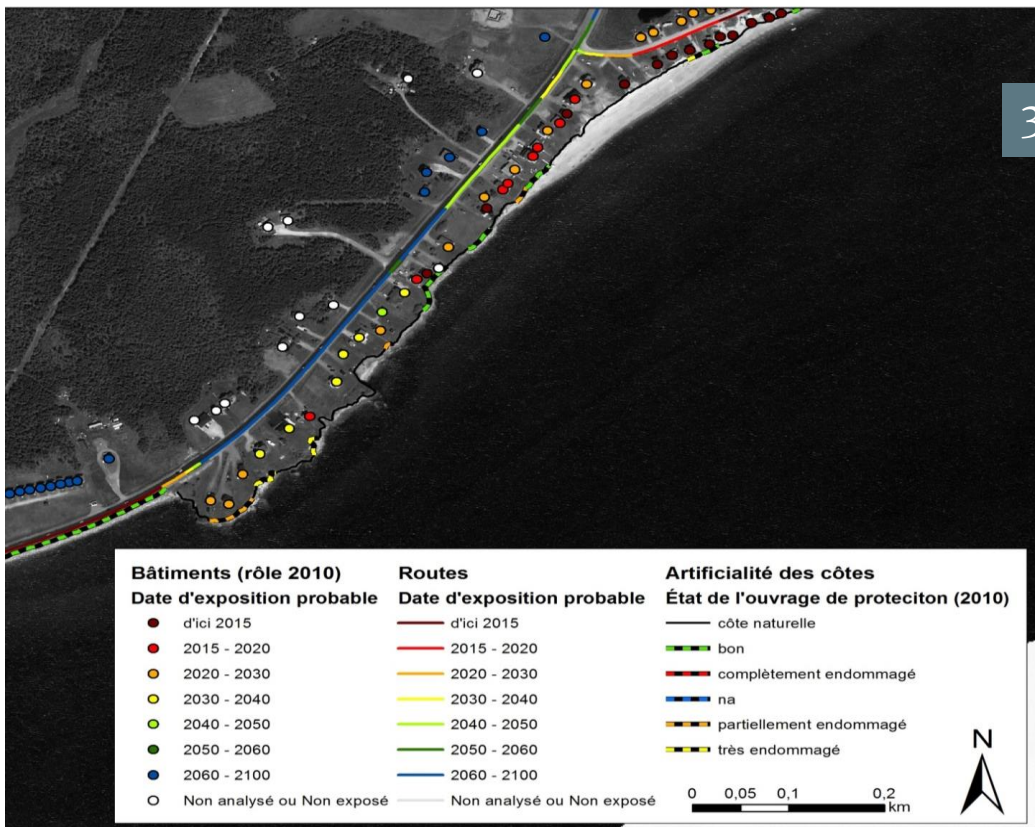 3
Bâtiments (rôle 2010)
Date d'exposition probable
d'ici 2015
2015 - 2020
2020 - 2030
2030 - 2040
2040 - 2050
2050 - 2060
2060 - 2100
Non analysé ou Non exposé
Routes
Date d'exposition probable
d'ici 2015
2015 - 2020
2020 - 2030
2030 - 2040
2040 - 2050
2050 - 2060
2060 - 2100
Non analysé ou Non exposé
Artificialité des côtes
État de l'ouvrage de proteciton (2010)
côte naturelle
bon
complètement endommagé
na
partiellement endommagé
très endommagé
N
0 0,05 0,1 0,2
km